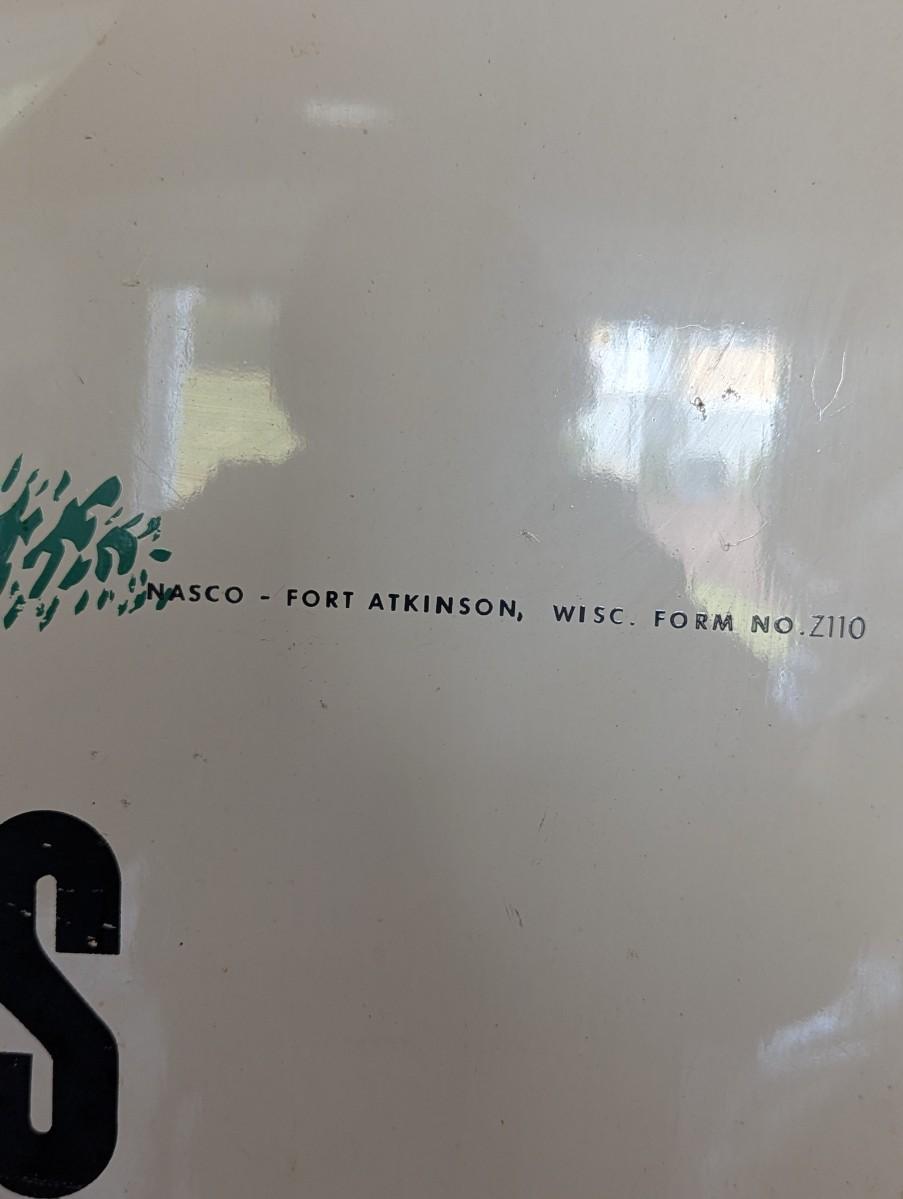 NASCO - FORT ATKINSON, WISC. FORM NO. Z110
S